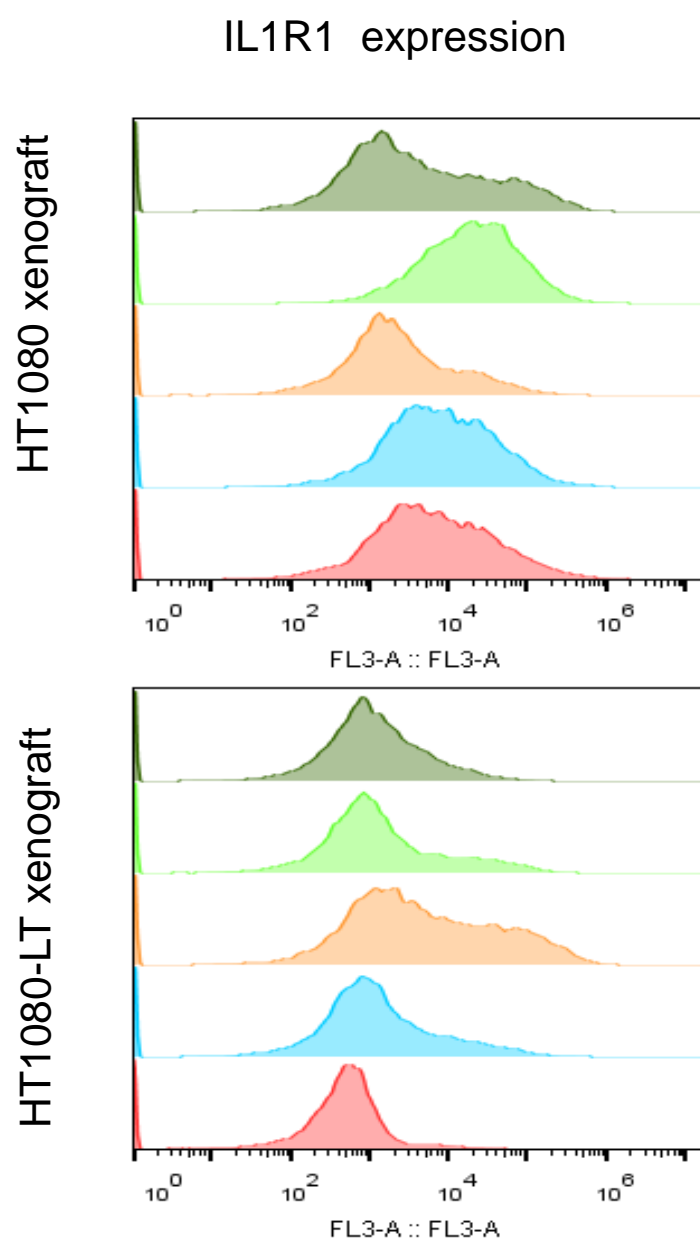 IL1R1 expression
HT1080 xenograft
10^0 10^2 10^4 10^6
FL3-A :: FL3-A
HT1080-LT xenograft
10^0 10^2 10^4 10^6
FL3-A :: FL3-A